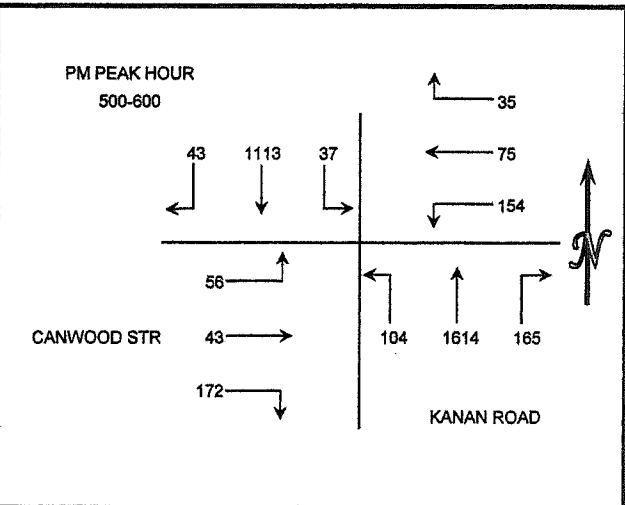 PM PEAK HOUR
500-600
43 1113 37
35
75
154
56
CANWOOD STR 43
172
104 1614 165
KANAN ROAD
N